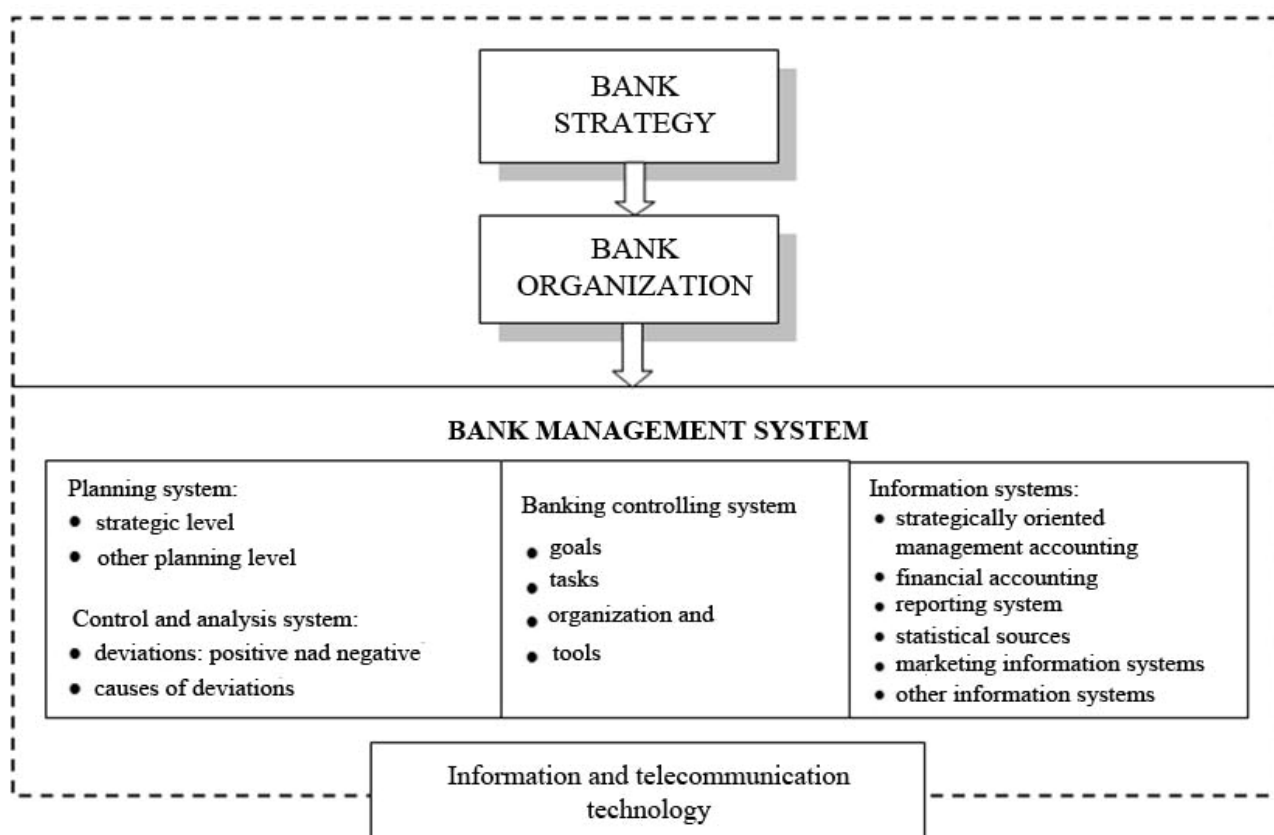 BANK
STRATEGY
BANK
ORGANIZATION
BANK MANAGEMENT SYSTEM
Planning system:
● strategic level
● other planning level
Control and analysis system:
● deviations: positive nad negative
● causes of deviations
Banking controlling system
● goals
● tasks
● organization and
● tools
Information systems:
● strategically oriented
management accounting
● financial accounting
● reporting system
● statistical sources
● marketing information systems
● other information systems
Information and telecommunication
technology